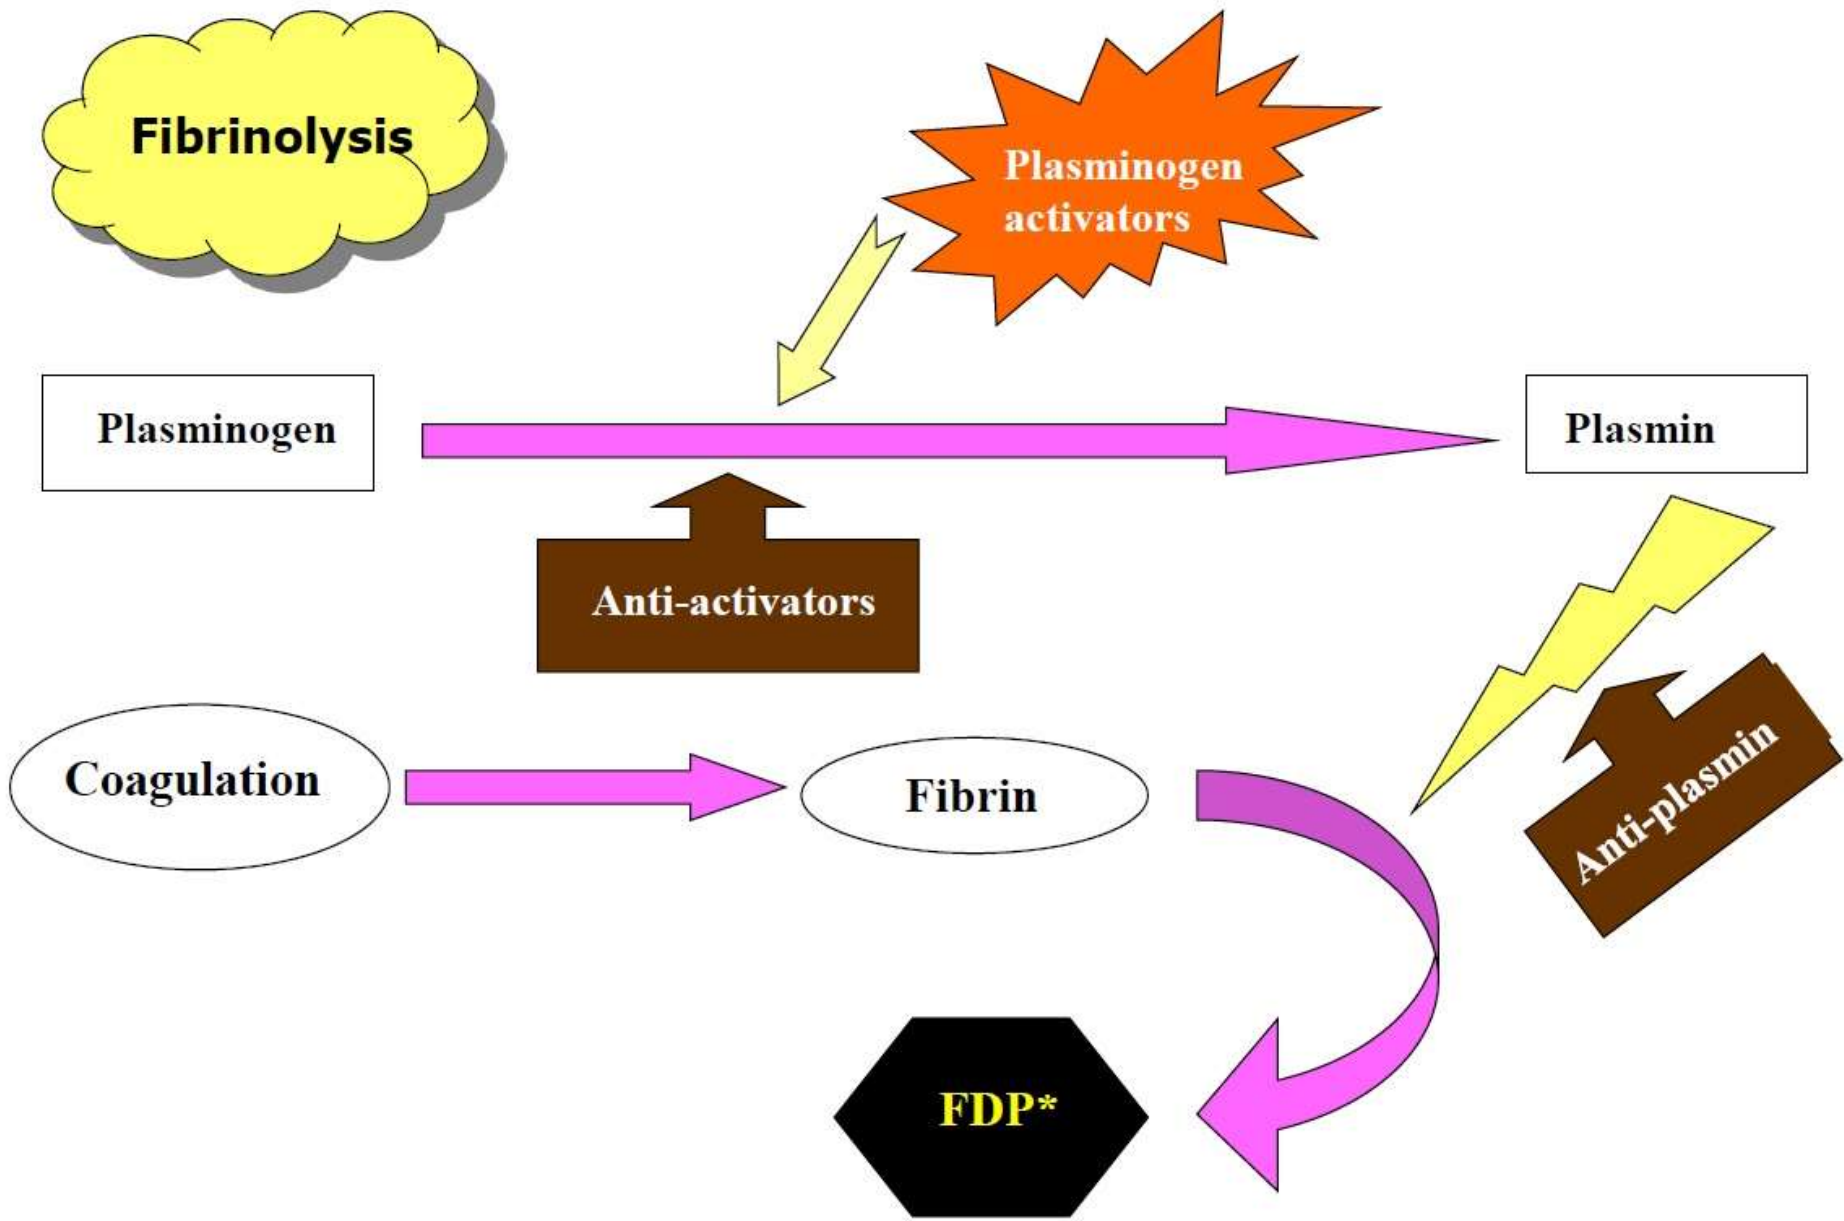 Fibrinolysis
Plasminogen
activators
Plasminogen
Plasmin
Anti-activators
Coagulation
Fibrin
Anti-plasmin
FDP*